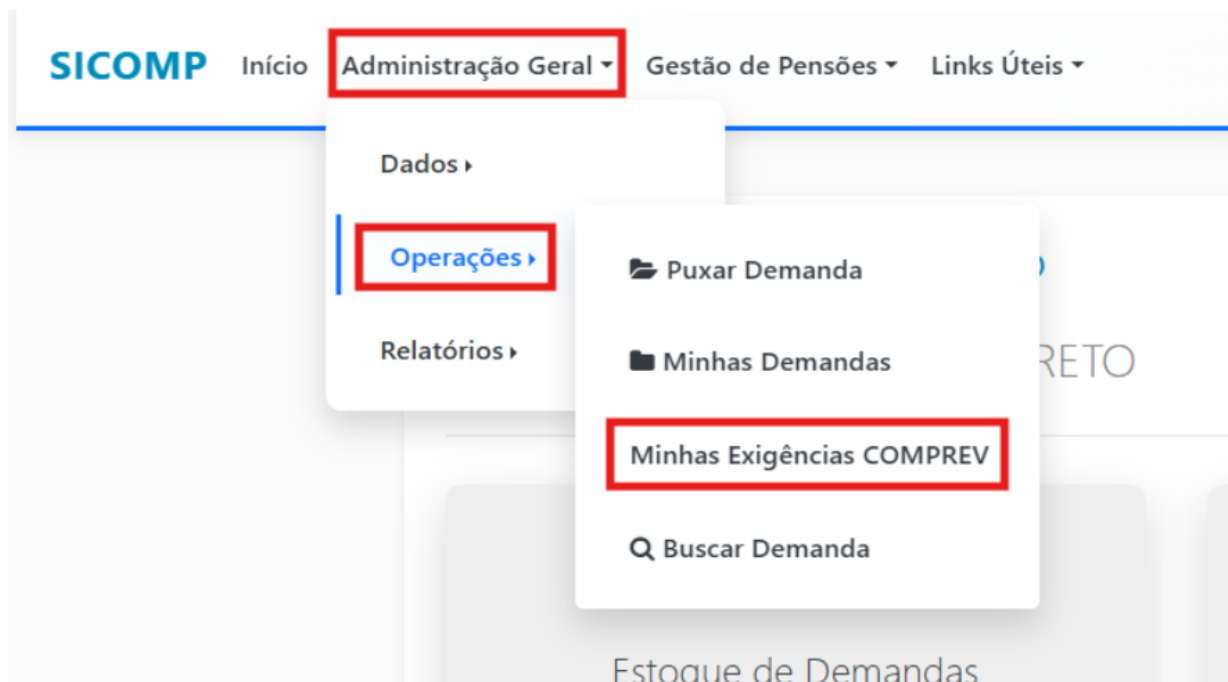 SICOMP Início Administração Geral Gestão de Pensões Links Úteis
Dados
Operações
Relatórios
Puxar Demanda
Minhas Demandas
Minhas Exigências COMPREV
Buscar Demanda
RETO
Estoque de Demandas